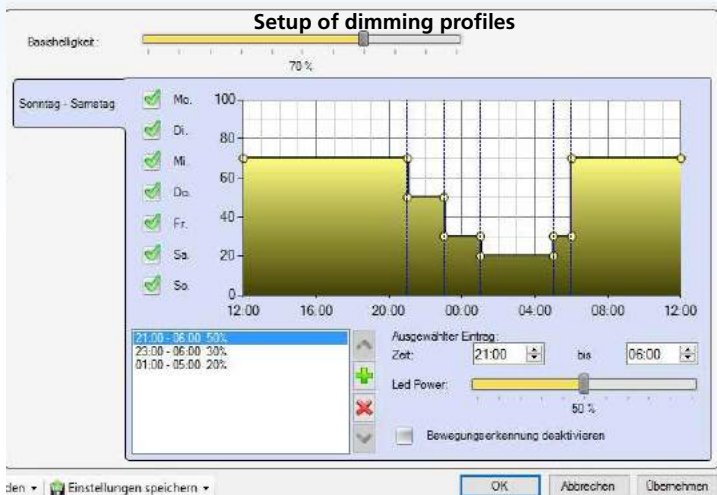 Setup of dimming profiles
Basishelligkeit:
70 %
Sonntag - Samstag
Mo.
Di.
Mi.
Do.
Fr.
Sa.
So.
100
80
60
40
20
0
12:00 16:00 20:00 00:00 04:00 08:00 12:00
21:00 - 06:00 50%
23:00 - 06:00 30%
01:00 - 05:00 20%
Ausgewählter Eintrag:
Zeit: 21:00 bis 06:00
Led Power:
50 %
Bewegungserkennung deaktivieren
den Einstellungen speichern
OK Abbrechen Übernehmen